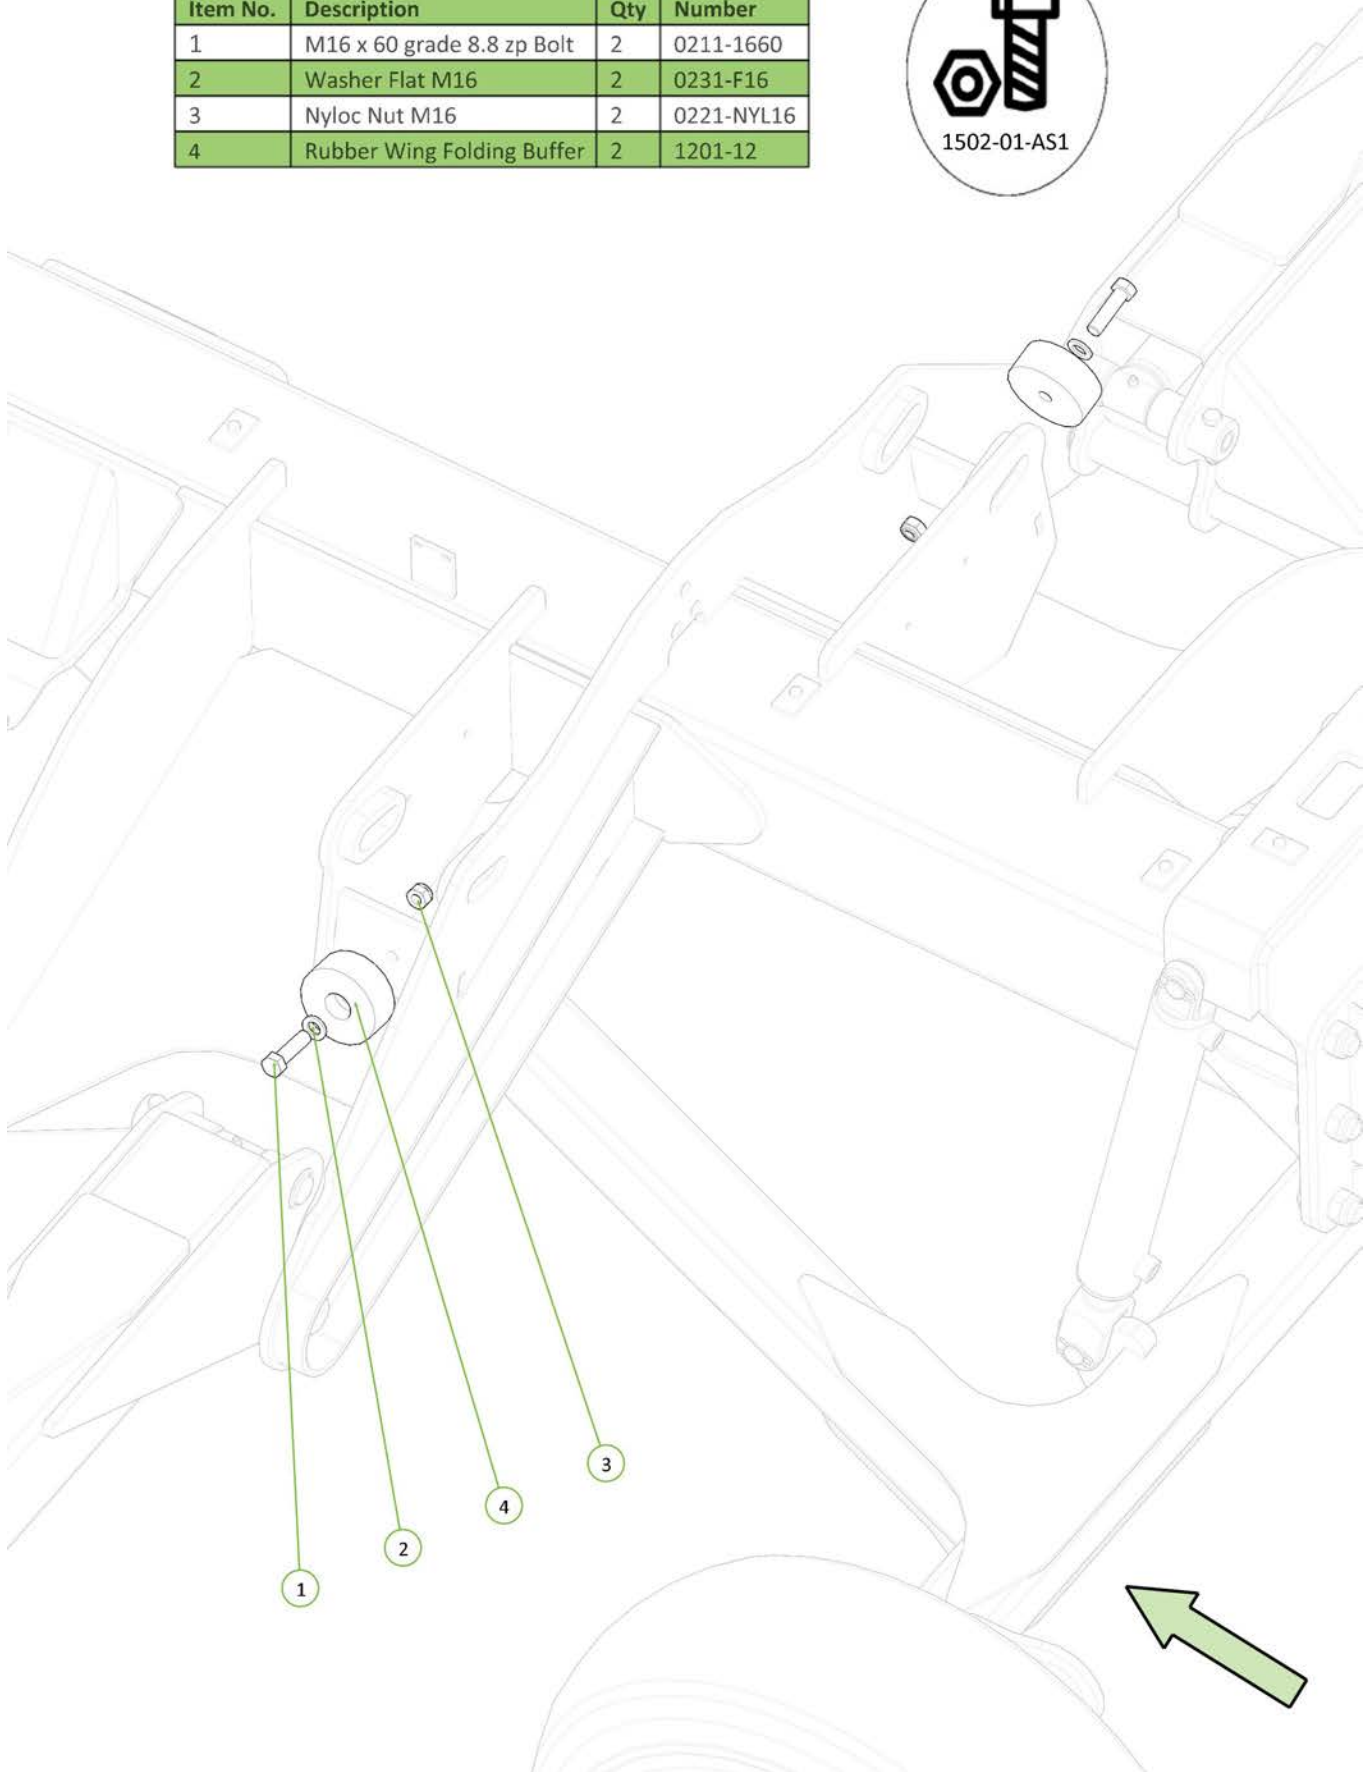 Item No. Description Qty Number
1 M16 x 60 grade 8.8 zp Bolt 2 0211-1660
2 Washer Flat M16 2 0231-F16
3 Nyloc Nut M16 2 0221-NYL16
4 Rubber Wing Folding Buffer 2 1201-12
1502-01-AS1
3
4
2
1